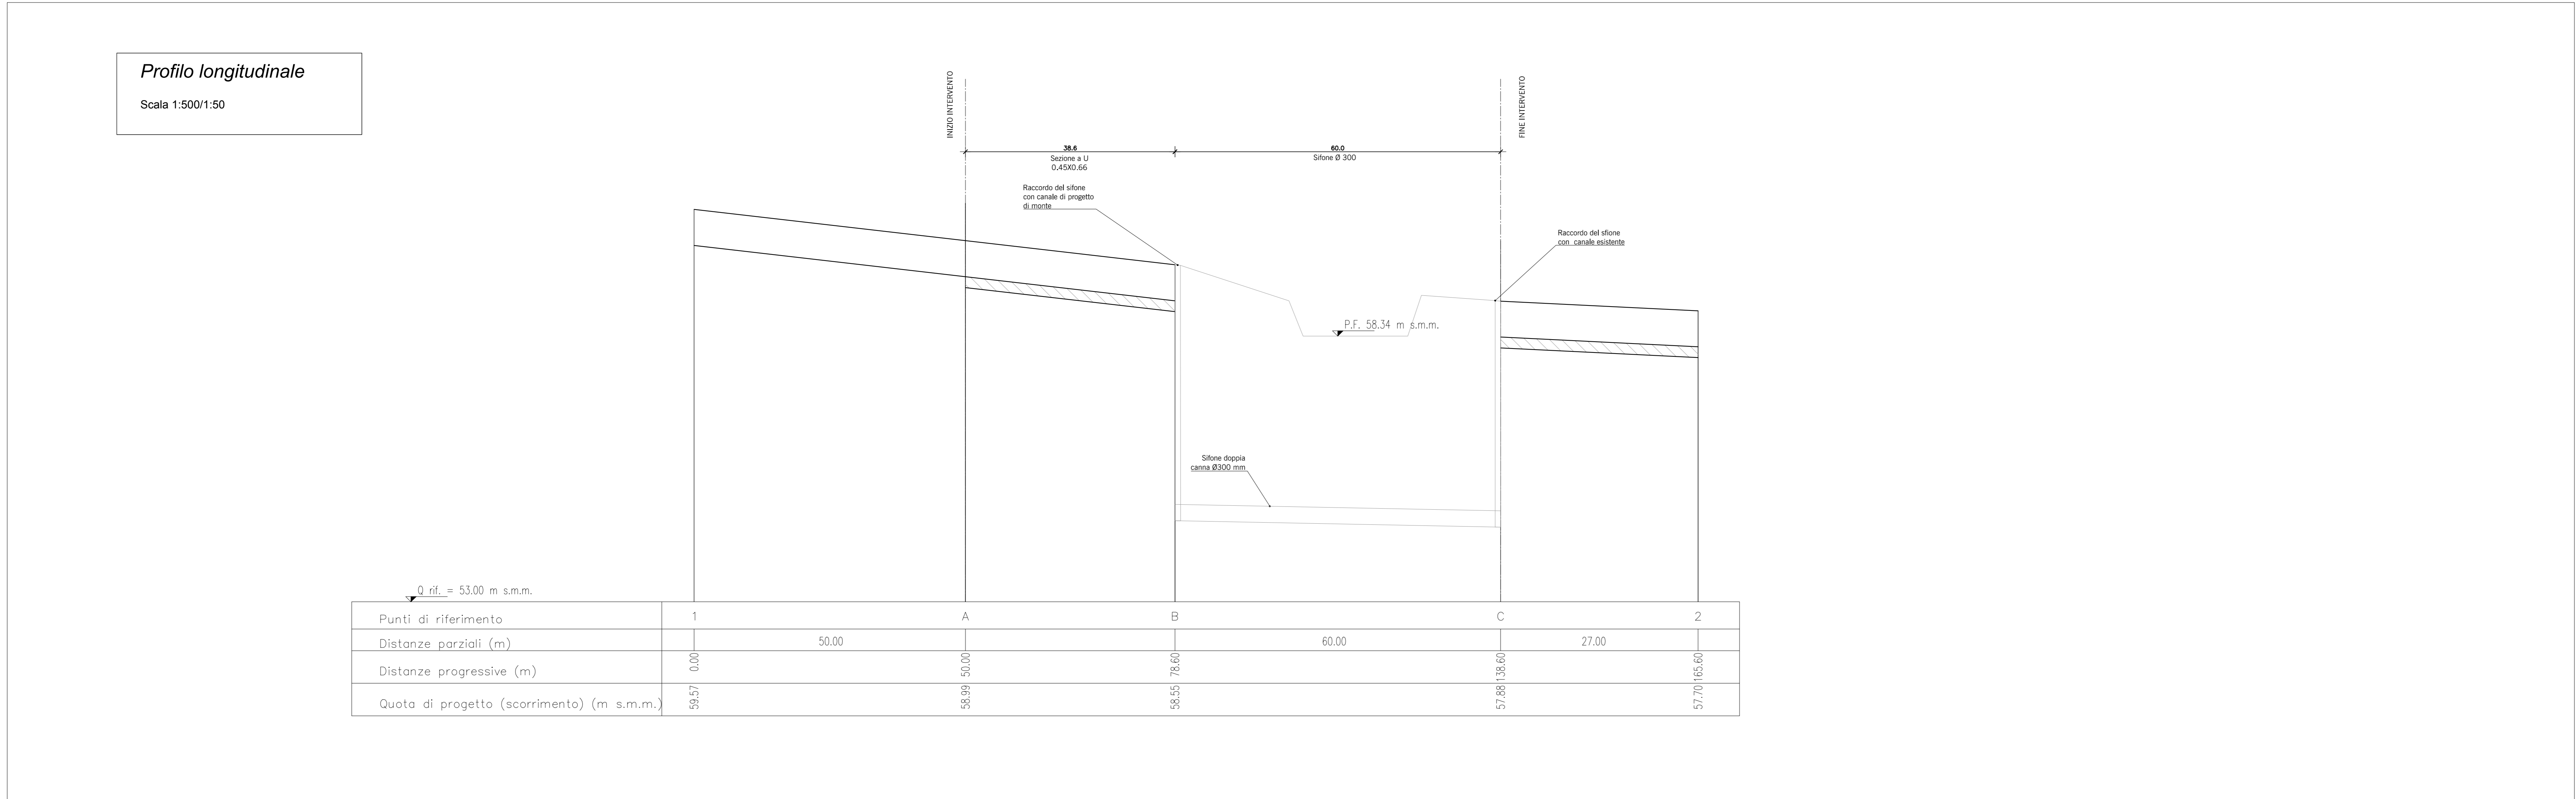 Profilo longitudinale
Scala 1:500/1:50
INIZIO INTERVENTO
FINE INTERVENTO
38.6
Sezione a U
0.45X0.66
60.0
Sifone Ø 300
Raccordo del sifone
con canale di progetto
di monte
Raccordo del sfione
con canale esistente
P.F. 58.34 m s.m.m.
Sifone doppia
canna Ø300 mm
Q rif. = 53.00 m s.m.m.
Punti di riferimento 1 A B C 2
Distanze parziali (m) 50.00 60.00 27.00
Distanze progressive (m) 0.00 50.00 78.60 138.60 165.60
Quota di progetto (scorrimento) (m s.m.m.) 59.57 58.99 58.55 57.88 57.70